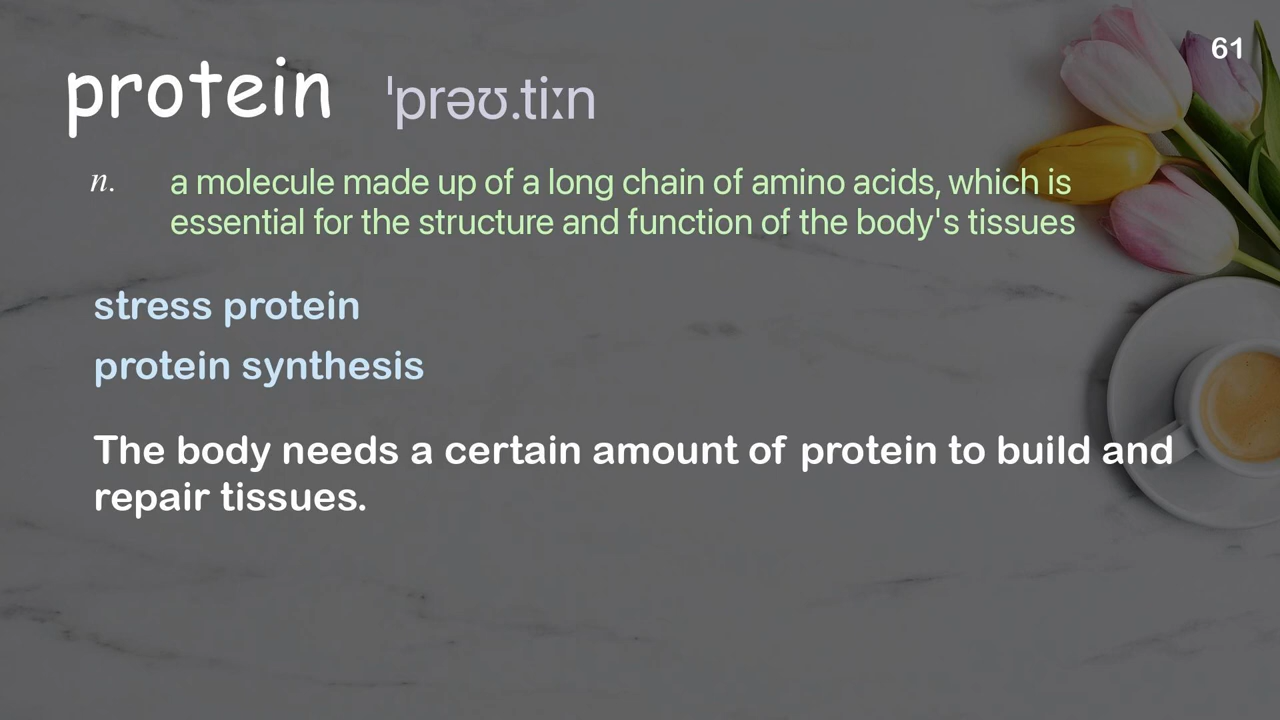 61
protein ˈprəʊ.tiːn
n. a molecule made up of a long chain of amino acids, which is
essential for the structure and function of the body's tissues
stress protein
protein synthesis
The body needs a certain amount of protein to build and
repair tissues.